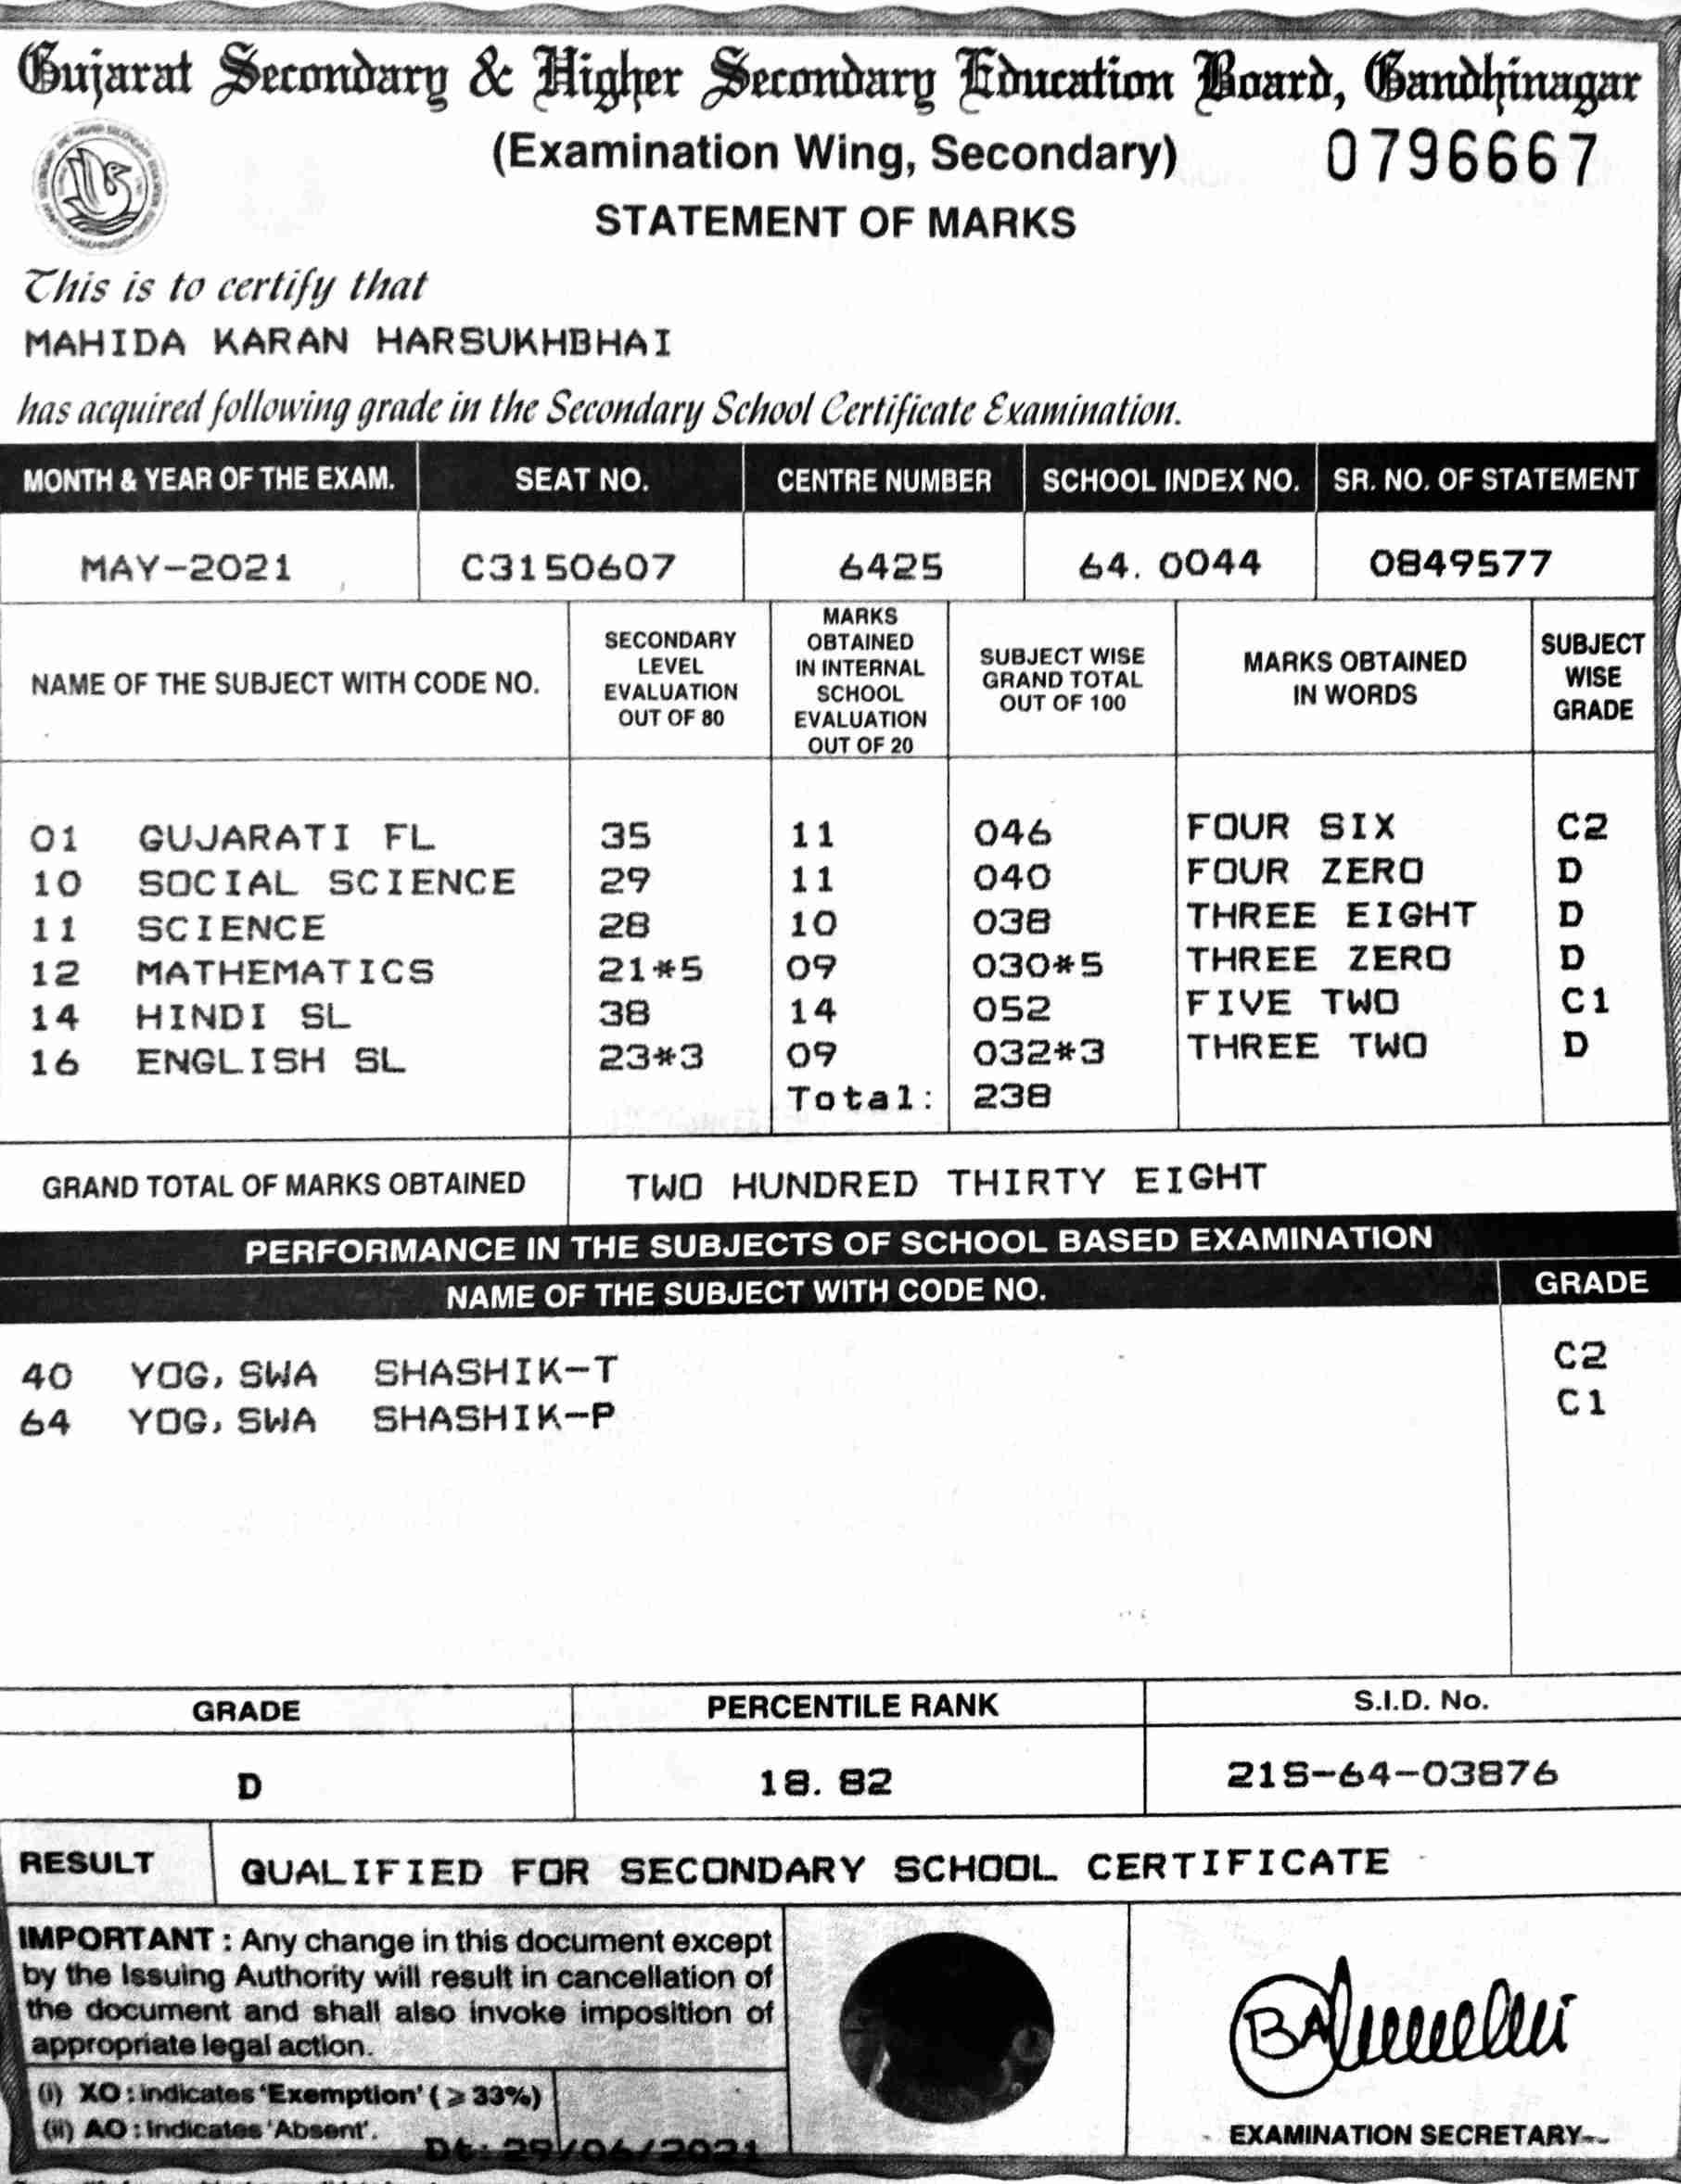 Gujarat Secondary & Higher Secondary Education Board, Gandhinagar
(Examination Wing, Secondary) 0796667
STATEMENT OF MARKS
This is to certify that
MAHIDA KARAN HARSUKHBHAI
has acquired following grade in the Secondary School Certificate Examination.
MONTH & YEAR OF THE EXAM. SEAT NO. CENTRE NUMBER SCHOOL INDEX NO. SR. NO. OF STATEMENT
MAY-2021 C3150607 6425 64. 0044 0849577
NAME OF THE SUBJECT WITH CODE NO. SECONDARY LEVEL EVALUATION OUT OF 80 MARKS OBTAINED IN INTERNAL SCHOOL EVALUATION OUT OF 20 SUBJECT WISE GRAND TOTAL OUT OF 100 MARKS OBTAINED IN WORDS SUBJECT WISE GRADE
01 GUJARATI FL 35 11 046 FOUR SIX C2
10 SOCIAL SCIENCE 29 11 040 FOUR ZERO D
11 SCIENCE 28 10 038 THREE EIGHT D
12 MATHEMATICS 21*5 09 030*5 THREE ZERO D
14 HINDI SL 38 14 052 FIVE TWO C1
16 ENGLISH SL 23*3 09 032*3 THREE TWO D
Total: 238
GRAND TOTAL OF MARKS OBTAINED TWO HUNDRED THIRTY EIGHT
PERFORMANCE IN THE SUBJECTS OF SCHOOL BASED EXAMINATION
NAME OF THE SUBJECT WITH CODE NO. GRADE
40 YOG, SWA SHASHIK-T C2
64 YOG, SWA SHASHIK-P C1
GRADE PERCENTILE RANK S.I.D. No.
D 18. 82 21S-64-03876
RESULT QUALIFIED FOR SECONDARY SCHOOL CERTIFICATE
IMPORTANT : Any change in this document except
by the Issuing Authority will result in cancellation of
the document and shall also invoke imposition of
appropriate legal action.
(i) XO : indicates 'Exemption' ( ≥ 33%)
(ii) AO : Indicates 'Absent'.
Dt: 29/06/2021
EXAMINATION SECRETARY